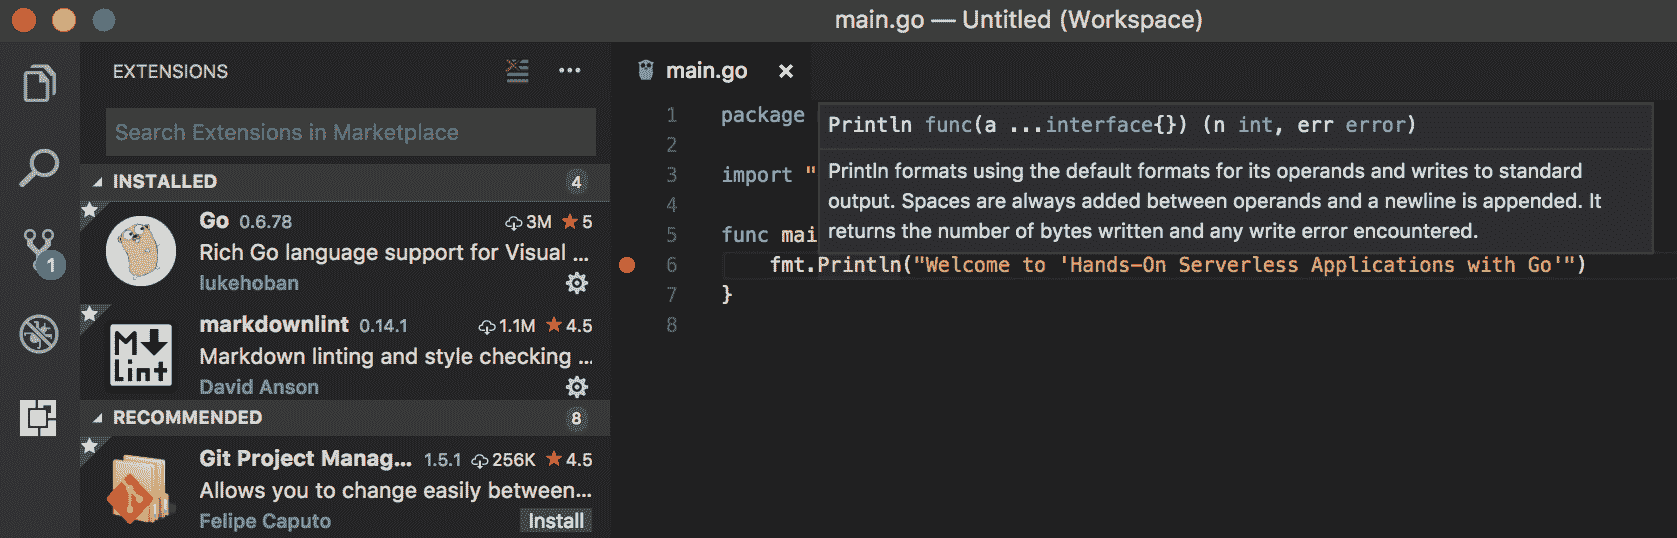 main.go — Untitled (Workspace)
EXTENSIONS
Search Extensions in Marketplace
INSTALLED 4
Go 0.6.78 3M 5
Rich Go language support for Visual ...
lukehoban
markdownlint 0.14.1 1.1M 4.5
Markdown linting and style checking ...
David Anson
RECOMMENDED 8
Git Project Manag... 1.5.1 256K 4.5
Allows you to change easily between...
Felipe Caputo Install
1
M
Lint
main.go
1 package
Println func(a ...interface{}) (n int, err error)
2
3 import "
Println formats using the default formats for its operands and writes to standard
output. Spaces are always added between operands and a newline is appended. It
returns the number of bytes written and any write error encountered.
4
5 func mai
6 fmt.Println("Welcome to 'Hands-On Serverless Applications with Go'")
7 }
8